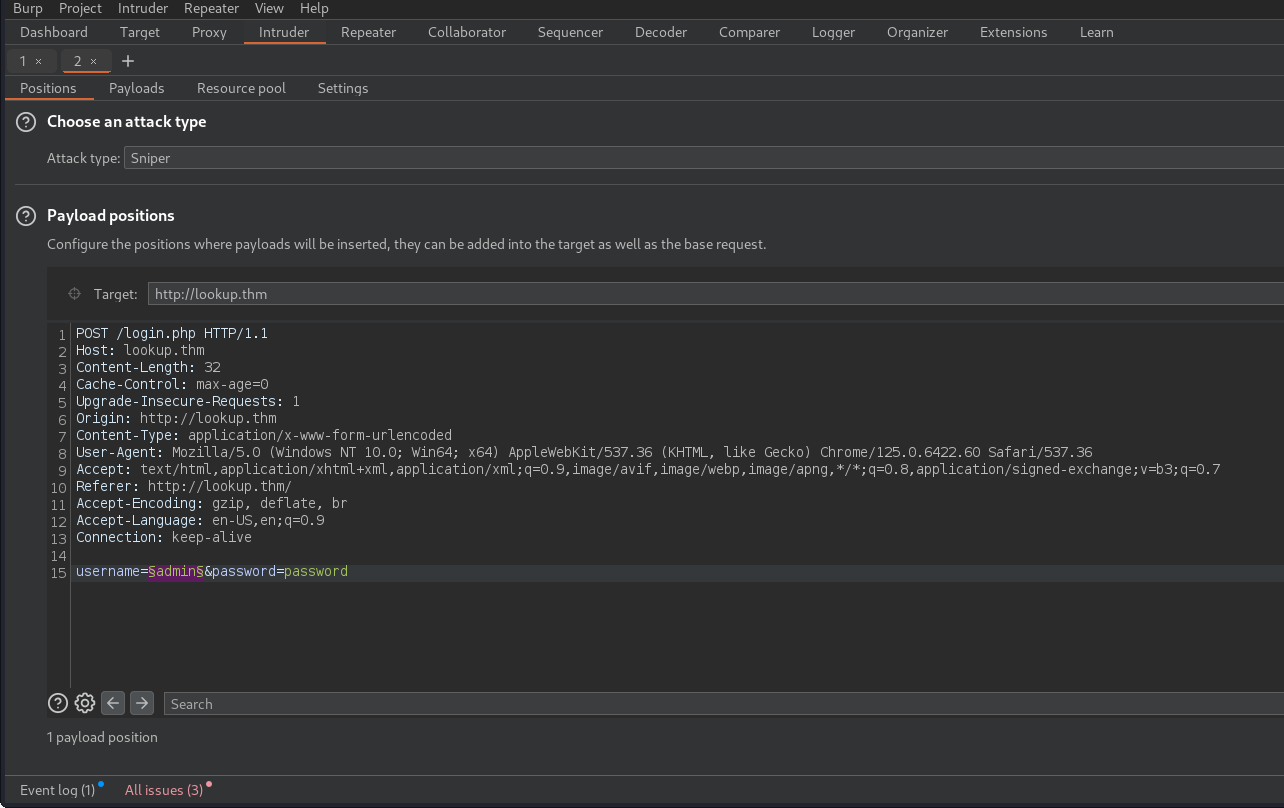 Burp Project Intruder Repeater View Help
Dashboard Target Proxy Intruder Repeater Collaborator Sequencer Decoder Comparer Logger Organizer Extensions Learn
1 × 2 × +
Positions Payloads Resource pool Settings
? Choose an attack type
Attack type: Sniper
? Payload positions
Configure the positions where payloads will be inserted, they can be added into the target as well as the base request.
Target: http://lookup.thm
1 POST /login.php HTTP/1.1
2 Host: lookup.thm
3 Content-Length: 32
4 Cache-Control: max-age=0
5 Upgrade-Insecure-Requests: 1
6 Origin: http://lookup.thm
7 Content-Type: application/x-www-form-urlencoded
8 User-Agent: Mozilla/5.0 (Windows NT 10.0; Win64; x64) AppleWebKit/537.36 (KHTML, like Gecko) Chrome/125.0.6422.60 Safari/537.36
9 Accept: text/html,application/xhtml+xml,application/xml;q=0.9,image/avif,image/webp,image/apng,*/*;q=0.8,application/signed-exchange;v=b3;q=0.7
10 Referer: http://lookup.thm/
11 Accept-Encoding: gzip, deflate, br
12 Accept-Language: en-US,en;q=0.9
13 Connection: keep-alive
14
15 username=§admin§&password=password
? ← → Search
1 payload position
Event log (1) All issues (3)